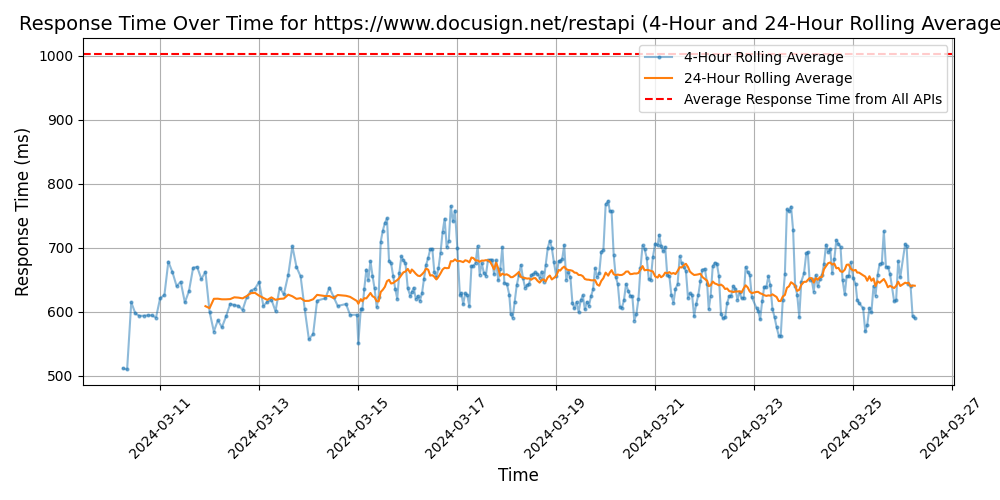 Response Time Over Time for https://www.docusign.net/restapi (4-Hour and 24-Hour Rolling Average
Response Time (ms)
1000
900
800
700
600
500
4-Hour Rolling Average
24-Hour Rolling Average
Average Response Time from All APIs
2024-03-11
2024-03-13
2024-03-15
2024-03-17
2024-03-19
2024-03-21
2024-03-23
2024-03-25
2024-03-27
Time